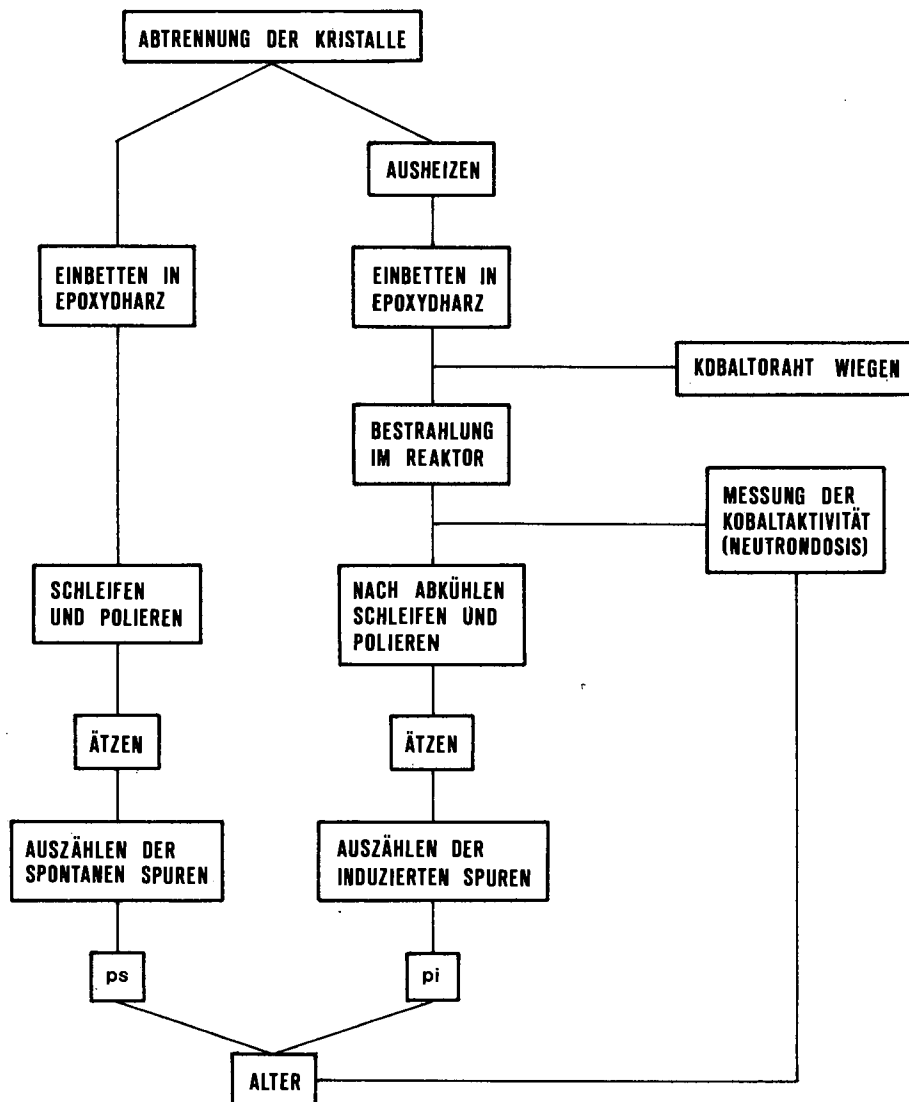 ABTRENNUNG DER KRISTALLE
AUSHEIZEN
EINBETTEN IN
EPOXYDHARZ
EINBETTEN IN
EPOXYDHARZ
KOBALTORAHT WIEGEN
BESTRAHLUNG
IM REAKTOR
MESSUNG DER
KOBALTAKTIVITÄT
(NEUTRONDOSIS)
SCHLEIFEN
UND POLIEREN
NACH ABKÜHLEN
SCHLEIFEN UND
POLIEREN
ÄTZEN
ÄTZEN
AUSZÄHLEN DER
SPONTANEN SPUREN
AUSZÄHLEN DER
INDUZIERTEN SPUREN
ps
pi
ALTER